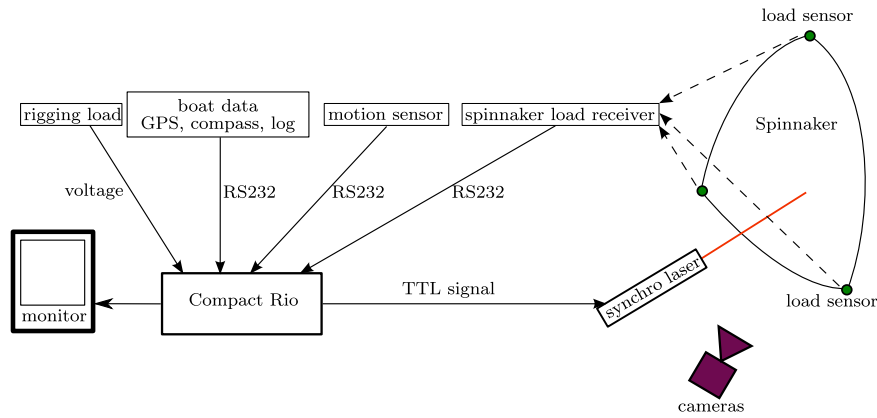 load sensor
boat data
rigging load
GPS, compass, log
motion sensor
spinnaker load receiver
Spinnaker
voltage
RS232
RS232
RS232
synchro laser
TTL signal
Compact Rio
load sensor
monitor
cameras